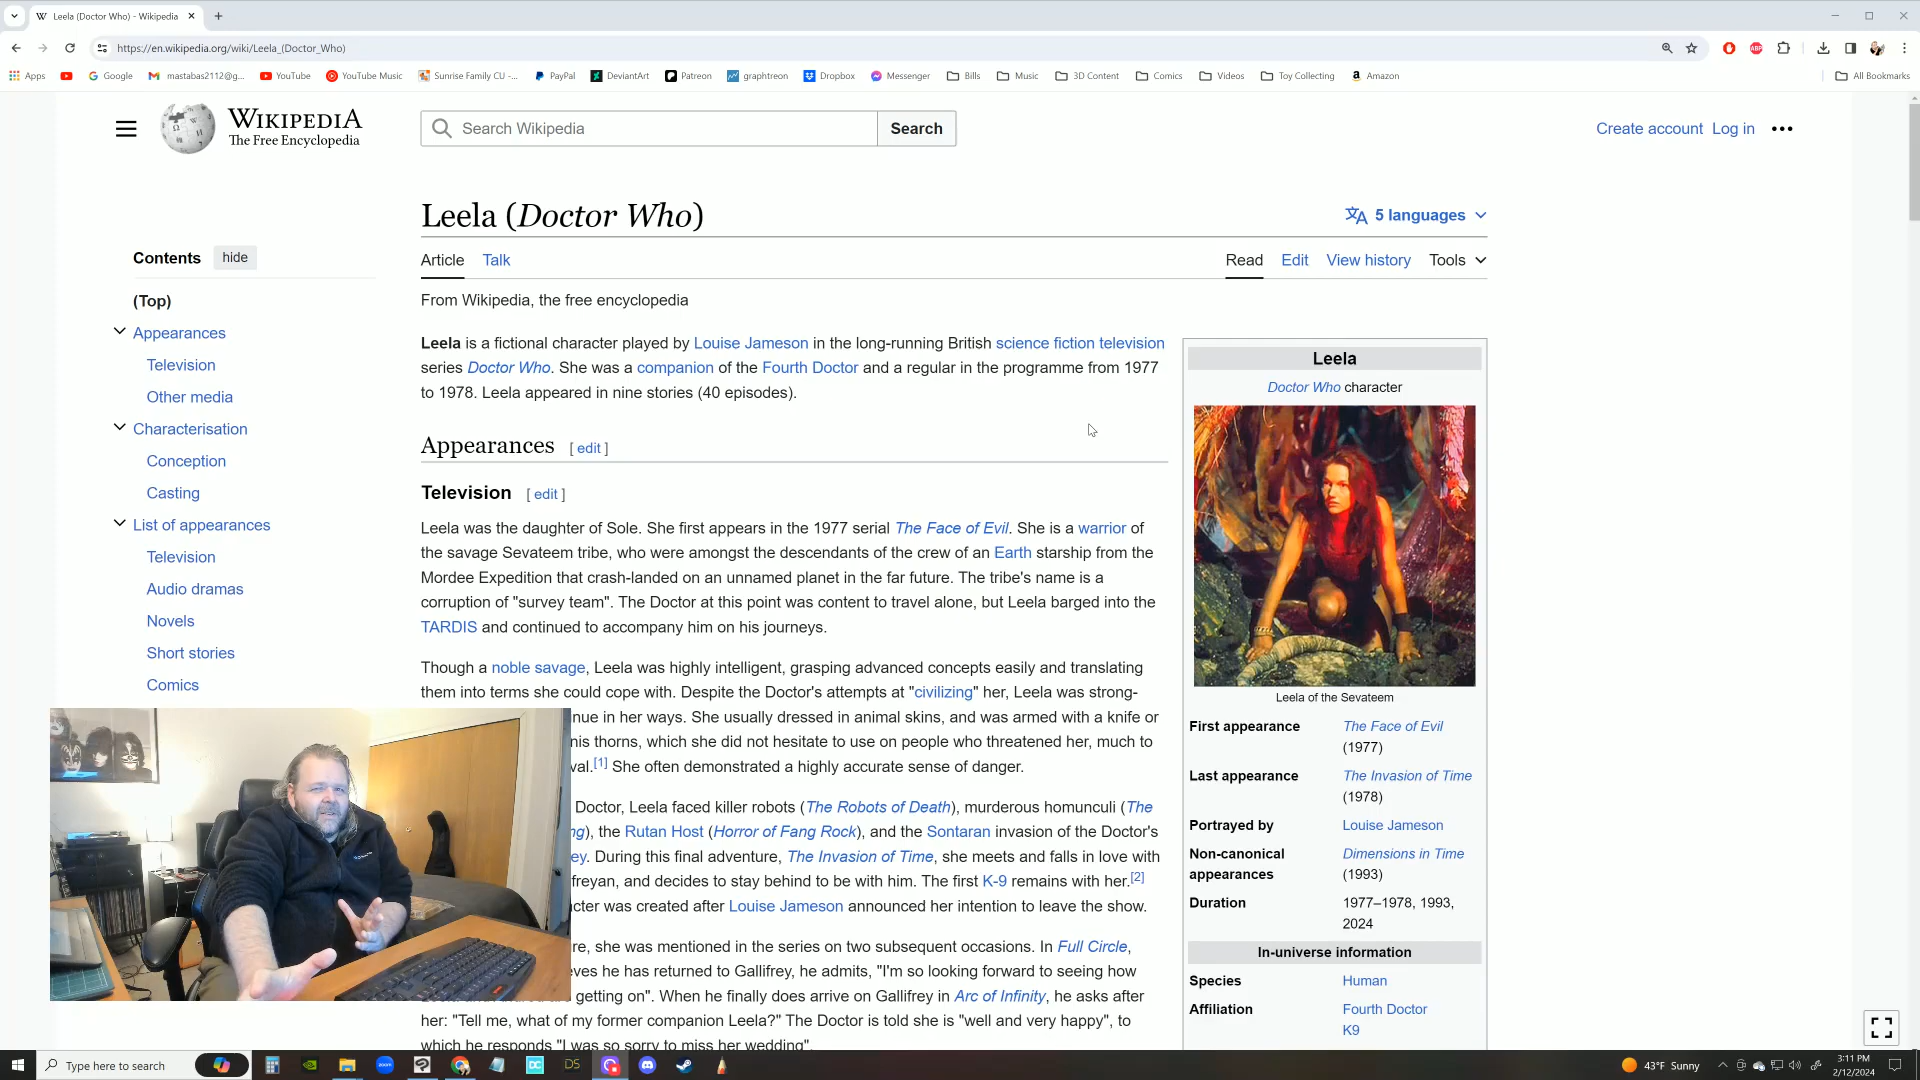 Leela (Doctor Who) - Wikipedia
https://en.wikipedia.org/wiki/Leela_(Doctor_Who)
Apps
Google
mastabas2112@g...
YouTube
YouTube Music
Sunrise Family CU -...
PayPal
DeviantArt
Patreon
graphtreon
Dropbox
Messenger
Bills
Music
3D Content
Comics
Videos
Toy Collecting
Amazon
All Bookmarks
WIKIPEDIA
The Free Encyclopedia
Search Wikipedia
Search
Create account
Log in
Leela (Doctor Who)
5 languages
Contents
hide
Article
Talk
Read
Edit
View history
Tools
(Top)
Appearances
Television
Other media
Characterisation
Conception
Casting
List of appearances
Television
Audio dramas
Novels
Short stories
Comics
From Wikipedia, the free encyclopedia
Leela is a fictional character played by Louise Jameson in the long-running British science fiction television
series Doctor Who. She was a companion of the Fourth Doctor and a regular in the programme from 1977
to 1978. Leela appeared in nine stories (40 episodes).
Appearances [ edit ]
Television [ edit ]
Leela was the daughter of Sole. She first appears in the 1977 serial The Face of Evil. She is a warrior of
the savage Sevateem tribe, who were amongst the descendants of the crew of an Earth starship from the
Mordee Expedition that crash-landed on an unnamed planet in the far future. The tribe's name is a
corruption of "survey team". The Doctor at this point was content to travel alone, but Leela barged into the
TARDIS and continued to accompany him on his journeys.
Though a noble savage, Leela was highly intelligent, grasping advanced concepts easily and translating
them into terms she could cope with. Despite the Doctor's attempts at "civilizing" her, Leela was strong-
nue in her ways. She usually dressed in animal skins, and was armed with a knife or
nis thorns, which she did not hesitate to use on people who threatened her, much to
val.[1] She often demonstrated a highly accurate sense of danger.
Doctor, Leela faced killer robots (The Robots of Death), murderous homunculi (The
ng), the Rutan Host (Horror of Fang Rock), and the Sontaran invasion of the Doctor's
ey. During this final adventure, The Invasion of Time, she meets and falls in love with
freyan, and decides to stay behind to be with him. The first K-9 remains with her.[2]
cter was created after Louise Jameson announced her intention to leave the show.
re, she was mentioned in the series on two subsequent occasions. In Full Circle,
eves he has returned to Gallifrey, he admits, "I'm so looking forward to seeing how
getting on". When he finally does arrive on Gallifrey in Arc of Infinity, he asks after
her: "Tell me, what of my former companion Leela?" The Doctor is told she is "well and very happy", to
which he responds "I was so sorry to miss her wedding".
Leela
Doctor Who character
Leela of the Sevateem
First appearance The Face of Evil
(1977)
Last appearance The Invasion of Time
(1978)
Portrayed by Louise Jameson
Non-canonical Dimensions in Time
appearances (1993)
Duration 1977–1978, 1993,
2024
In-universe information
Species Human
Affiliation Fourth Doctor
K9
Type here to search
43°F Sunny
3:11 PM
2/12/2024